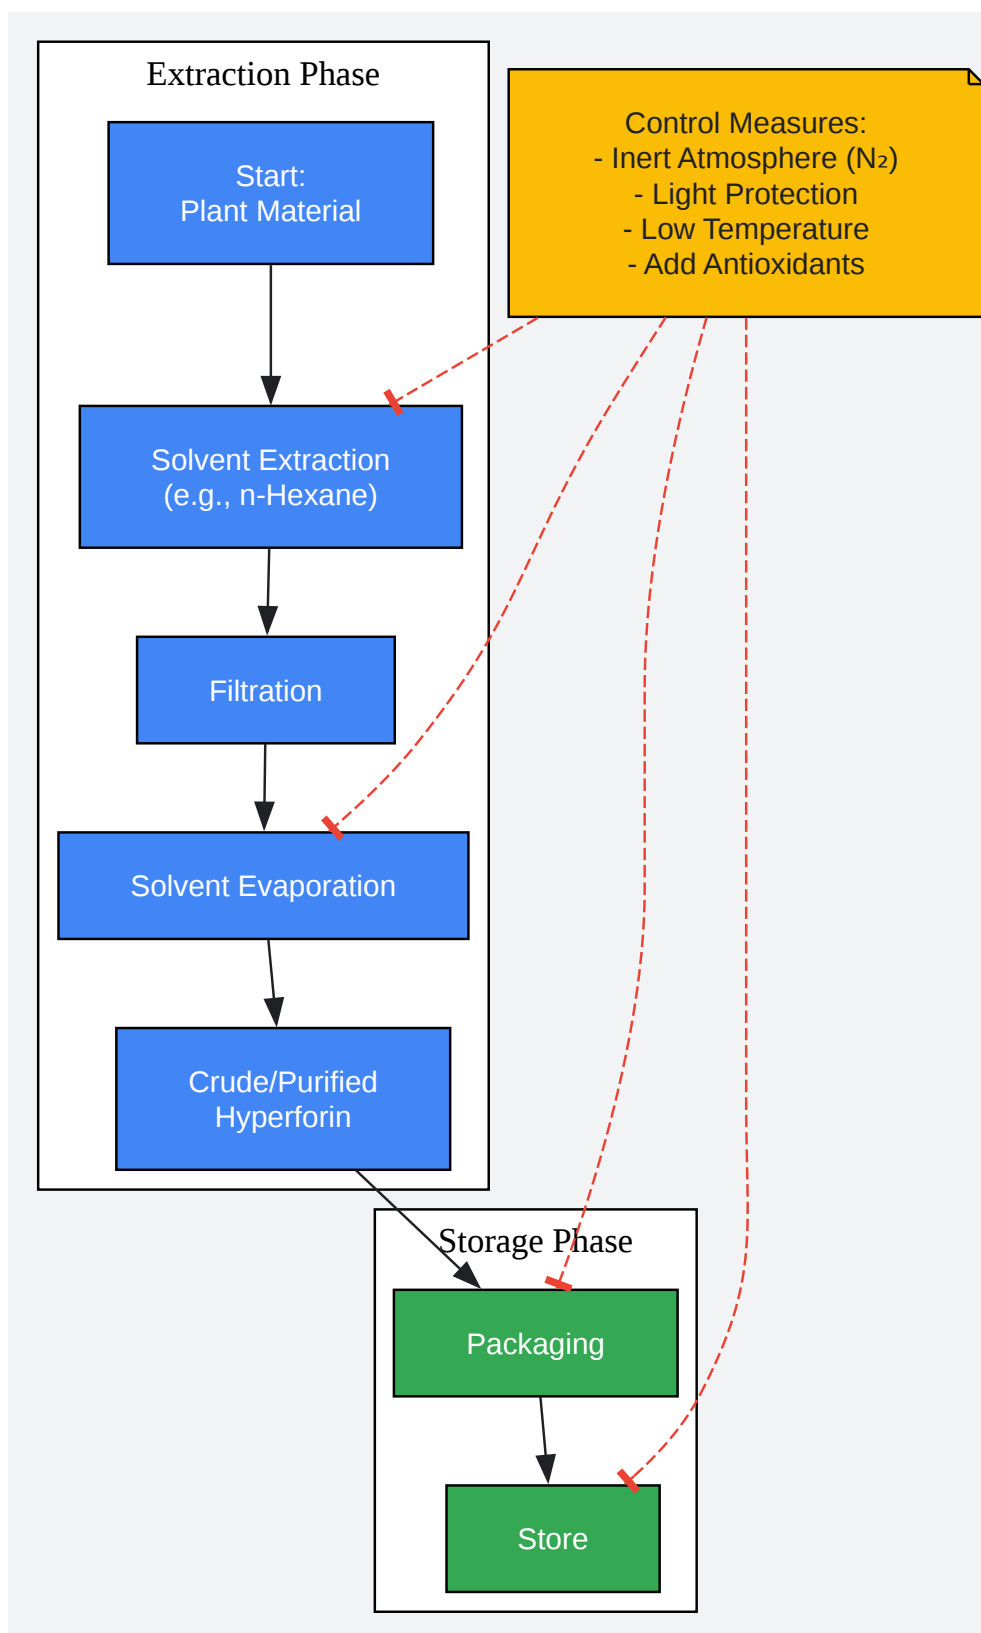 Extraction Phase
Start:
Plant Material
Control Measures:
- Inert Atmosphere (N₂)
- Light Protection
- Low Temperature
- Add Antioxidants
Solvent Extraction
(e.g., n-Hexane)
Filtration
Solvent Evaporation
Crude/Purified
Hyperforin
Storage Phase
Packaging
Store